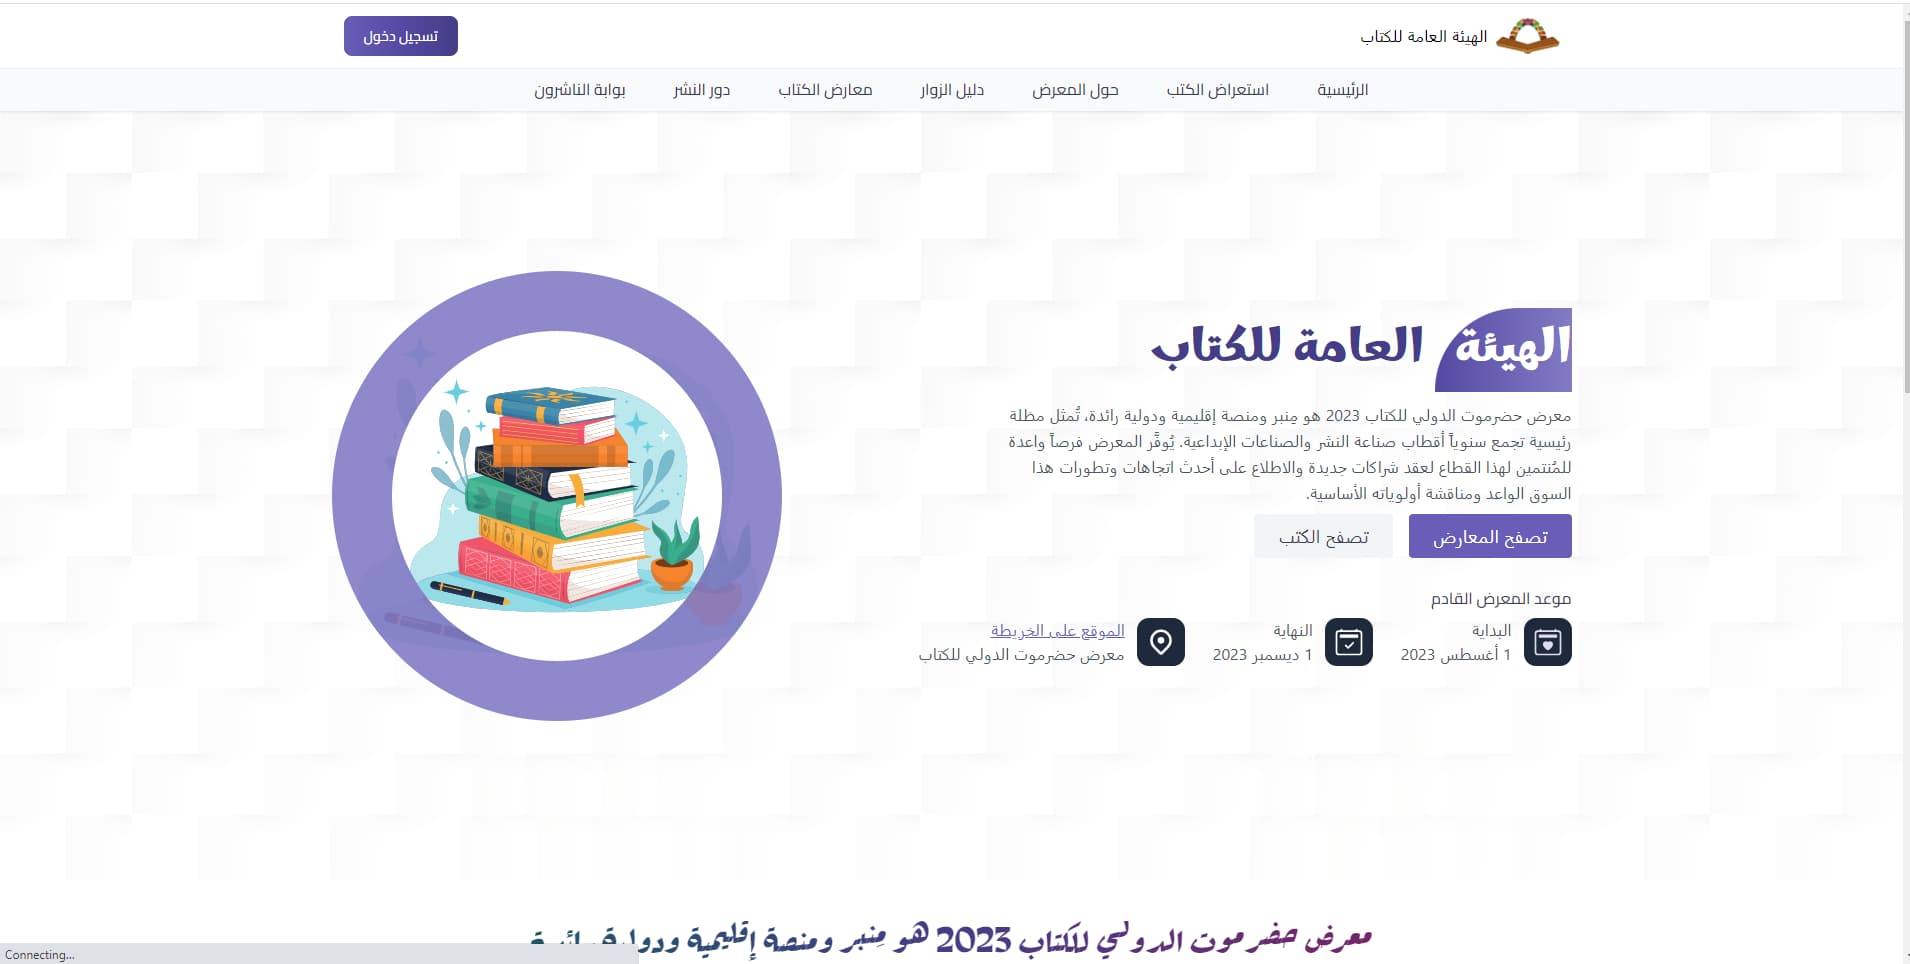 الهيئة العامة للكتاب
تسجيل دخول
الرئيسية استعراض الكتب حول المعرض دليل الزوار معارض الكتاب دور النشر بوابة الناشرون
الهيئة العامة للكتاب
معرض حضرموت الدولي للكتاب 2023 هو مِنبر ومنصة إقليمية ودولية رائدة، تُمثل مظلة
رئيسية تجمع سنوياً أقطاب صناعة النشر والصناعات الإبداعية. يُوفَّر المعرض فرصاً واعدة
للمُنتمين لهذا القطاع لعقد شراكات جديدة والاطلاع على أحدث اتجاهات وتطورات هذا
السوق الواعد ومناقشة أولوياته الأساسية.
تصفح المعارض تصفح الكتب
موعد المعرض القادم
البداية النهاية الموقع على الخريطة
1 أغسطس 2023 1 ديسمبر 2023 معرض حضرموت الدولي للكتاب
معرض حضرموت الدولي للكتاب 2023 هو مِنبر ومنصة إقليمية
Connecting...